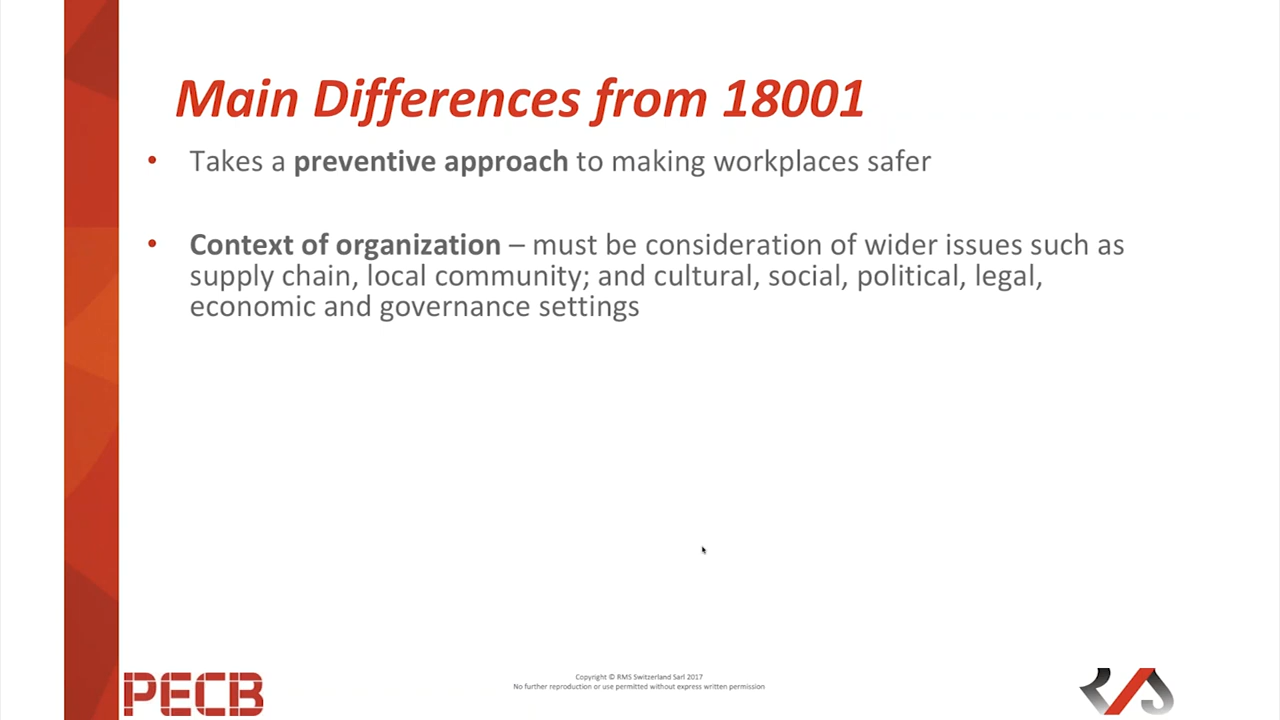 Main Differences from 18001
• Takes a preventive approach to making workplaces safer
• Context of organization – must be consideration of wider issues such as
supply chain, local community; and cultural, social, political, legal,
economic and governance settings
PECB
Copyright © RMS Switzerland Sarl 2017
No further reproduction or use permitted without express written permission